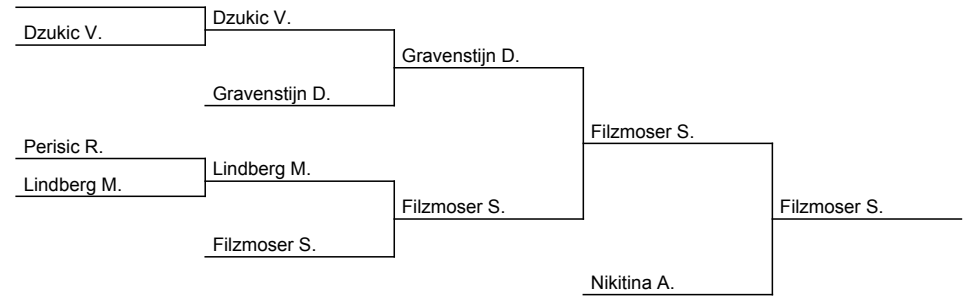 Dzukic V.
Dzukic V.
Gravenstijn D.
Gravenstijn D.
Filzmoser S.
Perisic R.
Lindberg M.
Lindberg M.
Filzmoser S.
Filzmoser S.
Filzmoser S.
Nikitina A.